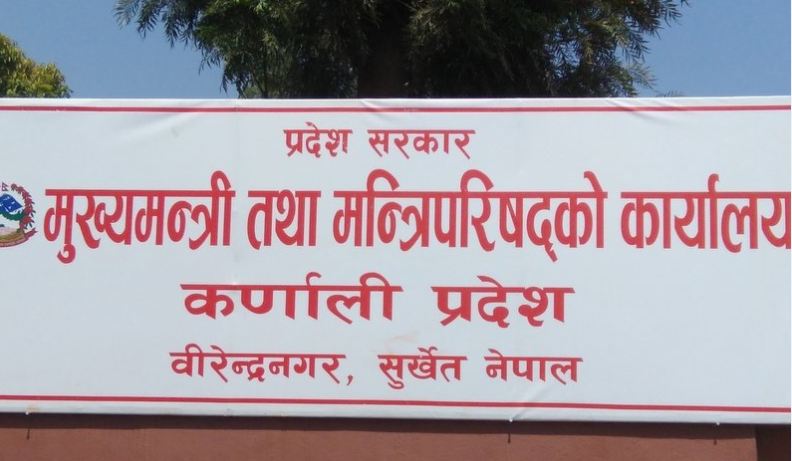 प्रदेश सरकार
मुख्यमन्त्री तथा मन्त्रिपरिषद्को कार्यालय
कर्णाली प्रदेश
वीरेन्द्रनगर, सुर्खेत नेपाल